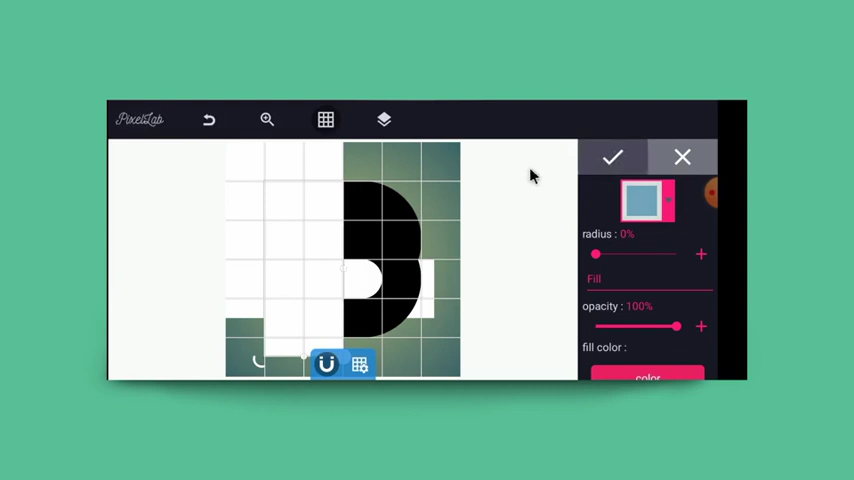 PixelLab
radius : 0%
Fill
opacity : 100%
fill color :
color